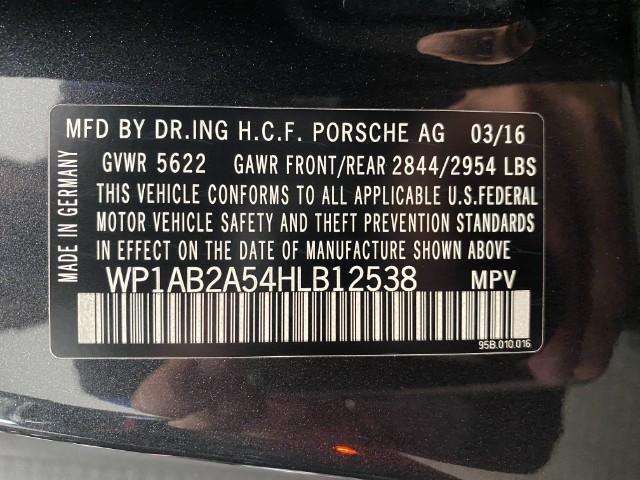 MFD BY DR.ING H.C.F. PORSCHE AG 03/16
GVWR 5622 GAWR FRONT/REAR 2844/2954 LBS
THIS VEHICLE CONFORMS TO ALL APPLICABLE U.S.FEDERAL
MOTOR VEHICLE SAFETY AND THEFT PREVENTION STANDARDS
IN EFFECT ON THE DATE OF MANUFACTURE SHOWN ABOVE
WP1AB2A54HLB12538 MPV
95B.010.016
MADE IN GERMANY